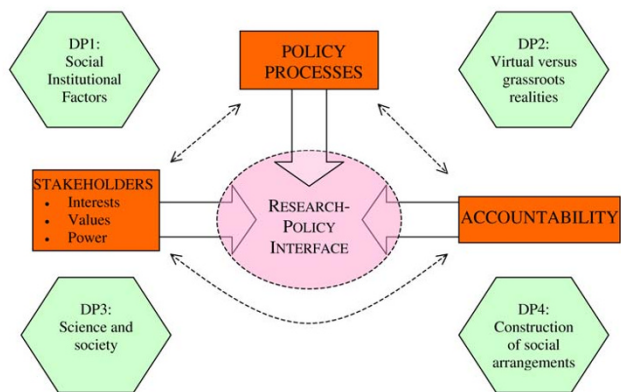 DP1:
Social
Institutional
Factors
POLICY
PROCESSES
DP2:
Virtual versus
grassroots
realities
STAKEHOLDERS
• Interests
• Values
• Power
RESEARCH-
POLICY
INTERFACE
ACCOUNTABILITY
DP3:
Science and
society
DP4:
Construction
of social
arrangements